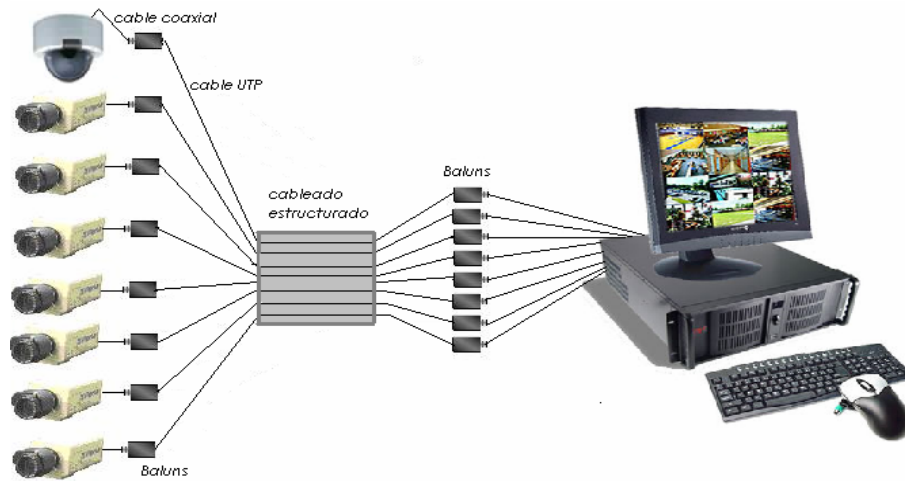 cable coaxial
cable UTP
Baluns
cableado
estructurado
Baluns